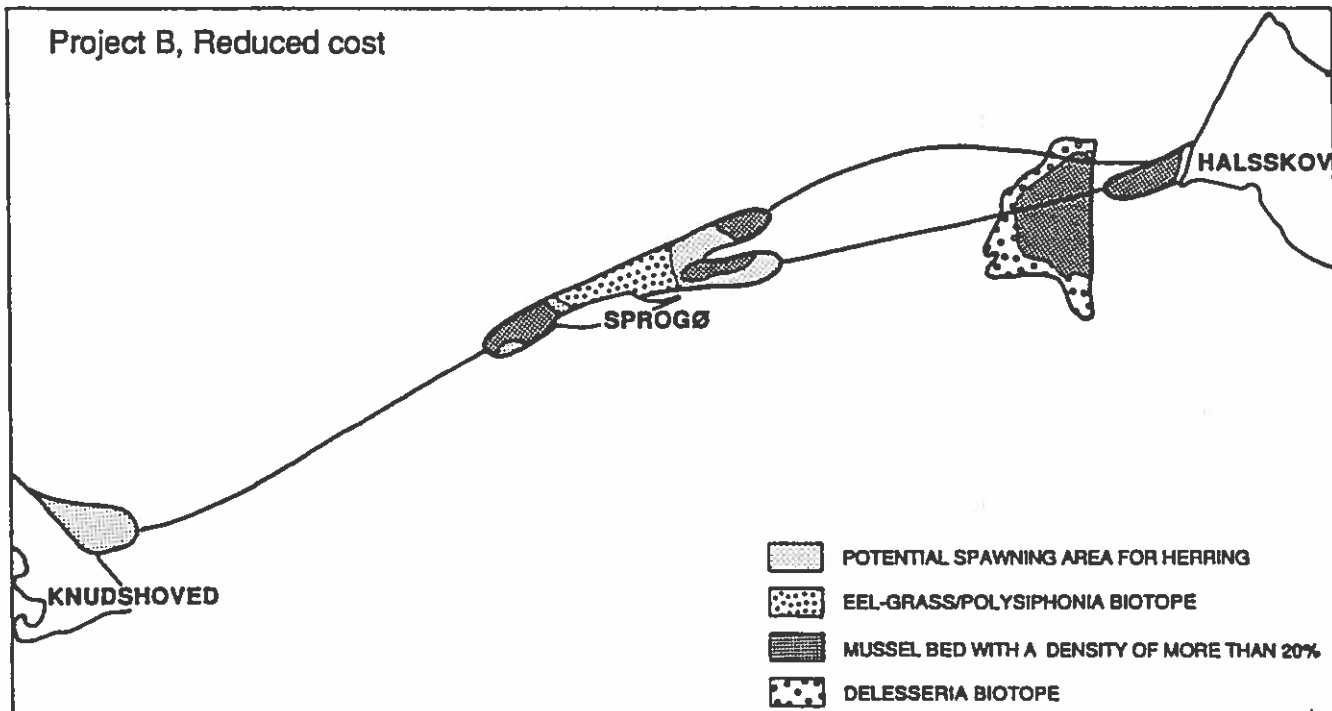 Project B, Reduced cost
HALSSKOV
SPROGØ
KNUDSHOVED
POTENTIAL SPAWNING AREA FOR HERRING
EEL-GRASS/POLYSIPHONIA BIOTOPE
MUSSEL BED WITH A DENSITY OF MORE THAN 20%
DELESSERIA BIOTOPE